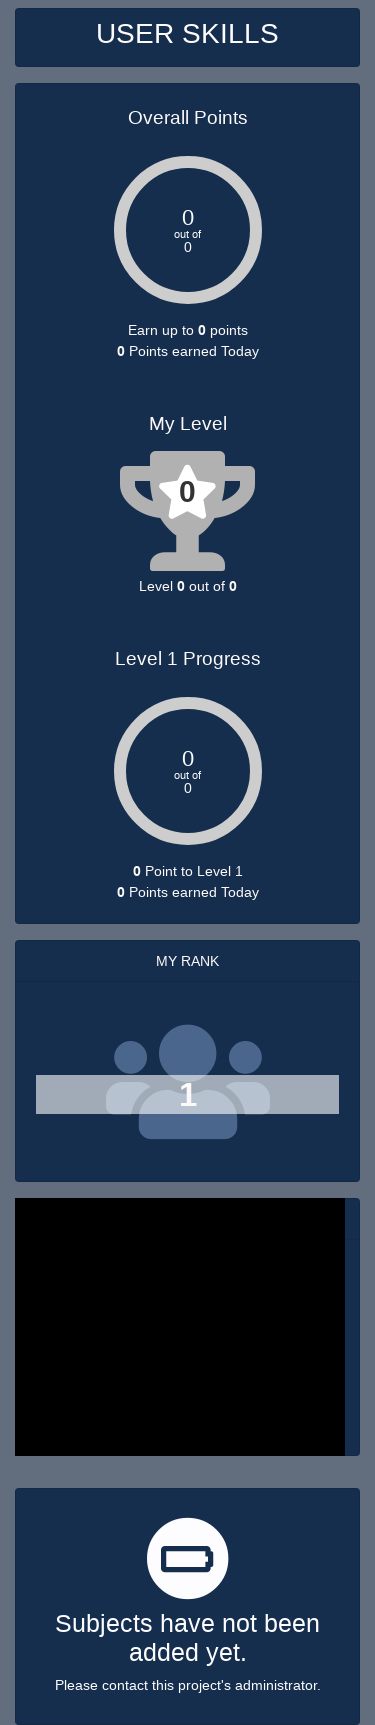 USER SKILLS
Overall Points
0
out of
0
Earn up to 0 points
0 Points earned Today
My Level
0
Level 0 out of 0
Level 1 Progress
0
out of
0
0 Point to Level 1
0 Points earned Today
MY RANK
1
Subjects have not been
added yet.
Please contact this project's administrator.